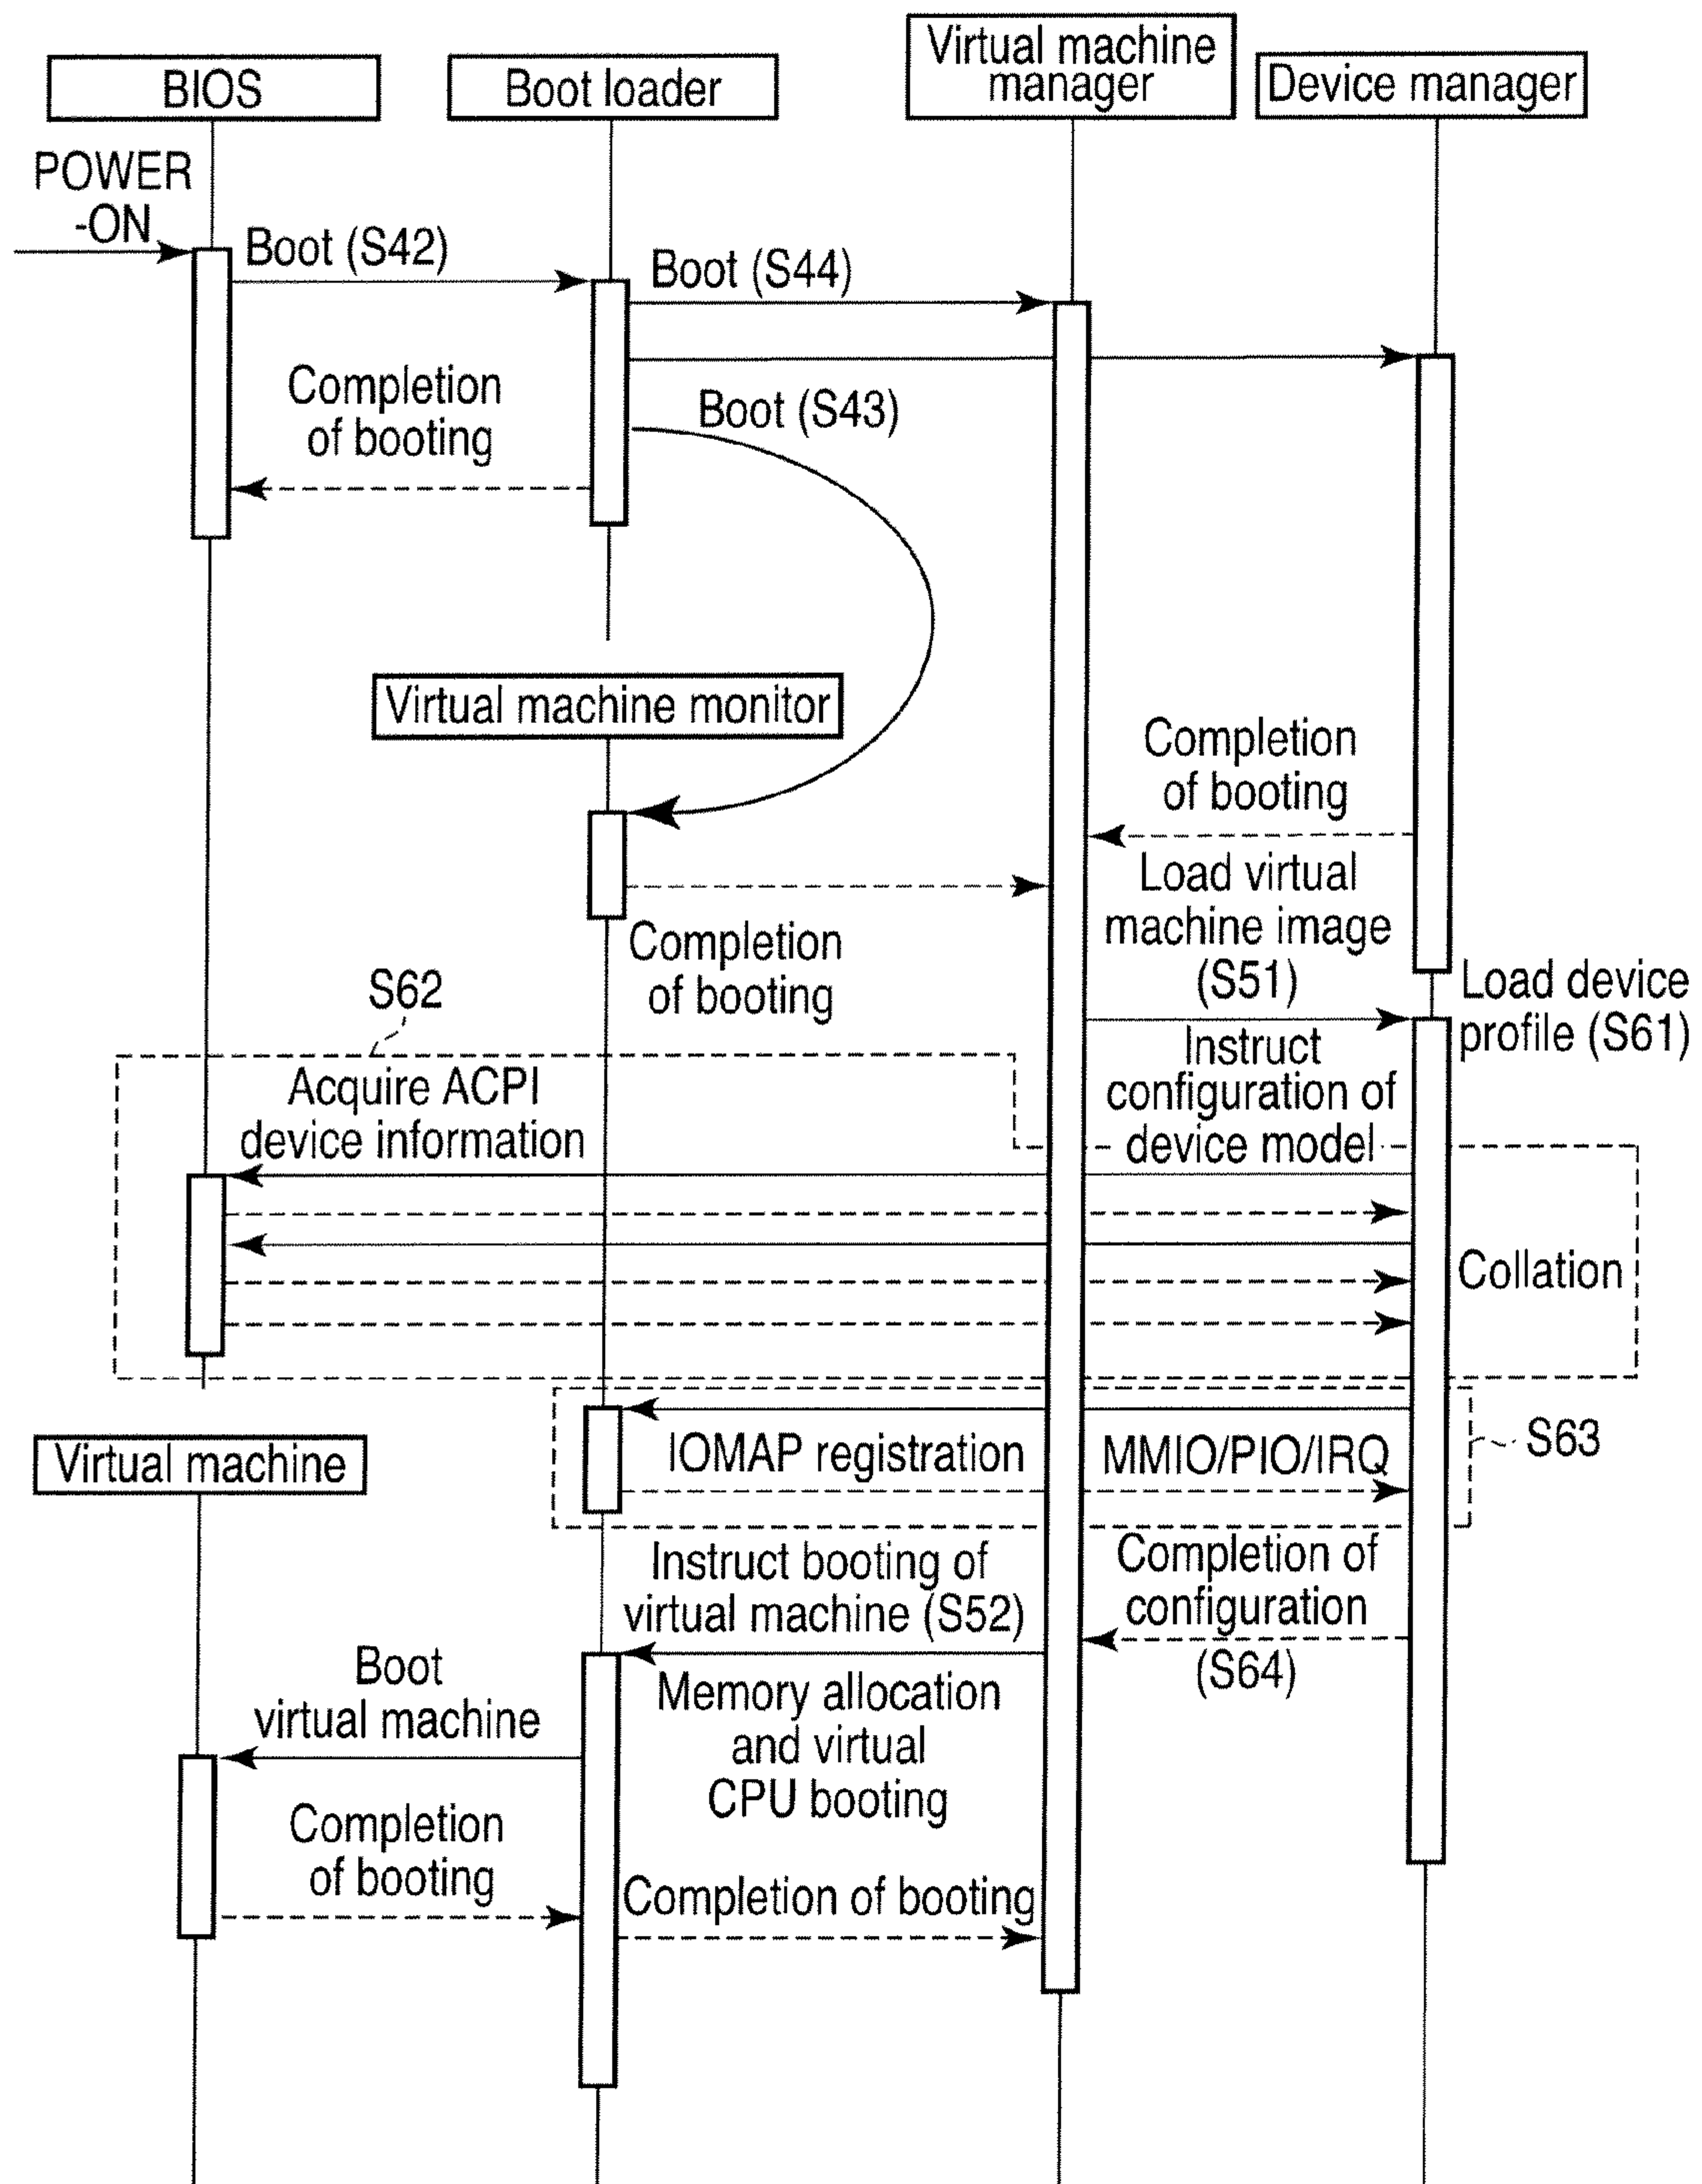 BIOS
Boot loader
Virtual machine
manager
Device manager
POWER
-ON
Boot (S42)
Boot (S44)
Completion
of booting
Boot (S43)
Virtual machine monitor
Completion
of booting
Load virtual
machine image
(S51)
Completion
of booting
Load device
profile (S61)
S62
Instruct
configuration of
device model
Acquire ACPI
device information
Collation
IOMAP registration
MMIO/PIO/IRQ
S63
Virtual machine
Instruct booting of
virtual machine (S52)
Completion of
configuration
(S64)
Boot
virtual machine
Memory allocation
and virtual
CPU booting
Completion
of booting
Completion of booting